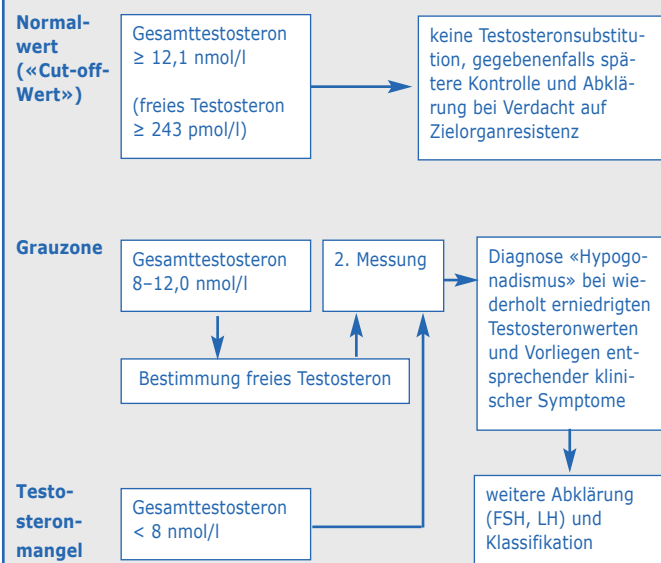 Normal-
wert
(«Cut-off-
Wert»)
Gesamttestosteron
≥ 12,1 nmol/l
(freies Testosteron
≥ 243 pmol/l)
keine Testosteronsubstitu-
tion, gegebenenfalls spä-
tere Kontrolle und Abklä-
rung bei Verdacht auf
Zielorganresistenz
Grauzone
Gesamttestosteron
8–12,0 nmol/l
2. Messung
Diagnose «Hypogo-
nadismus» bei wie-
derholt erniedrigten
Testosteronwerten
und Vorliegen ent-
sprechender klini-
scher Symptome
Bestimmung freies Testosteron
Testo-
steron-
mangel
Gesamttestosteron
< 8 nmol/l
weitere Abklärung
(FSH, LH) und
Klassifikation